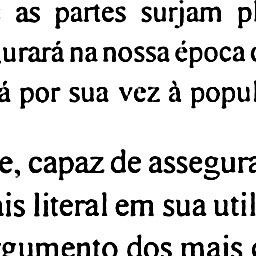 as partes surjam pl
urará na nossa época
á por sua vez à popul
e, capaz de assegura
is literal em sua util
rgumento dos mais